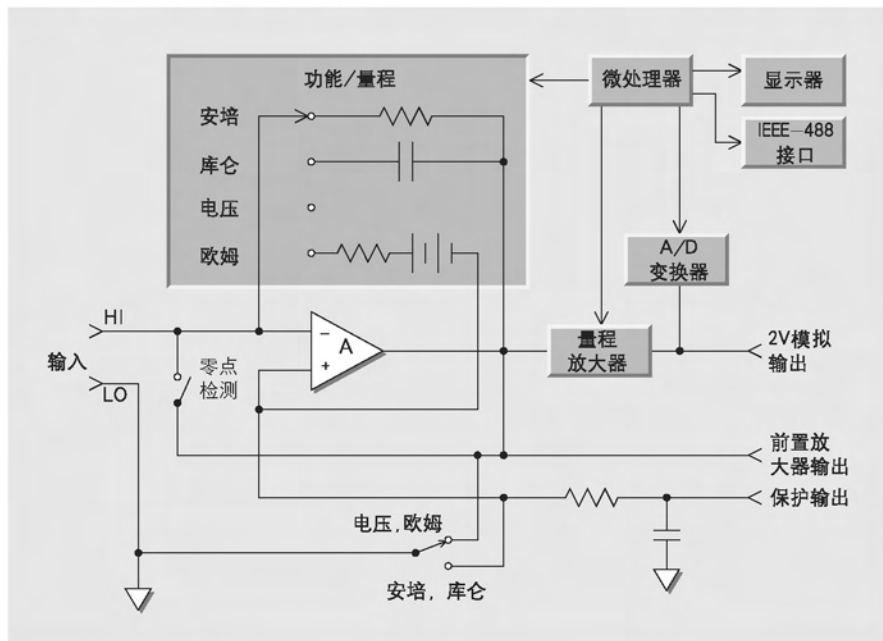 功能/量程
安培
库仑
电压
欧姆
微处理器
显示器
IEEE-488
接口
A/D
变换器
HI
输入
LO
零点
检测
−
A
+
量程
放大器
2V模拟
输出
前置放
大器输出
保护输出
电压,欧姆
安培, 库仑